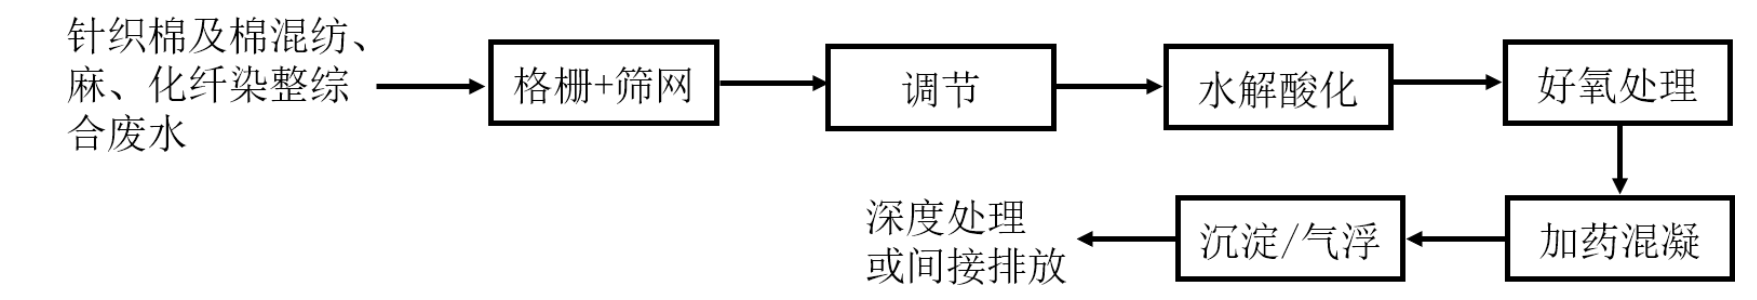 针织棉及棉混纺、
麻、化纤染整综
合废水
格栅+筛网
调节
水解酸化
好氧处理
加药混凝
沉淀/气浮
深度处理
或间接排放